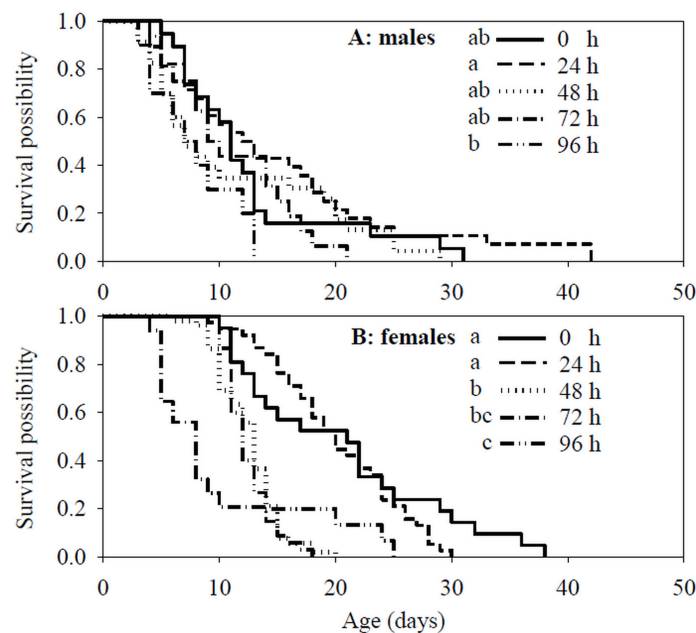 A: males
ab 0 h
a 24 h
ab 48 h
ab 72 h
b 96 h
Survival possibility
1.0
0.8
0.6
0.4
0.2
0.0
0 10 20 30 40 50
B: females
a 0 h
a 24 h
b 48 h
bc 72 h
c 96 h
Survival possibility
1.0
0.8
0.6
0.4
0.2
0.0
0 10 20 30 40 50
Age (days)